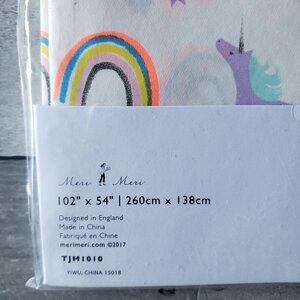 Meri Meri
102" x 54" | 260cm x 138cm
Designed in England
Made in China
Fabriqué en Chine
merimeri.com ©2017
TJM1010
YIWU, CHINA 15018